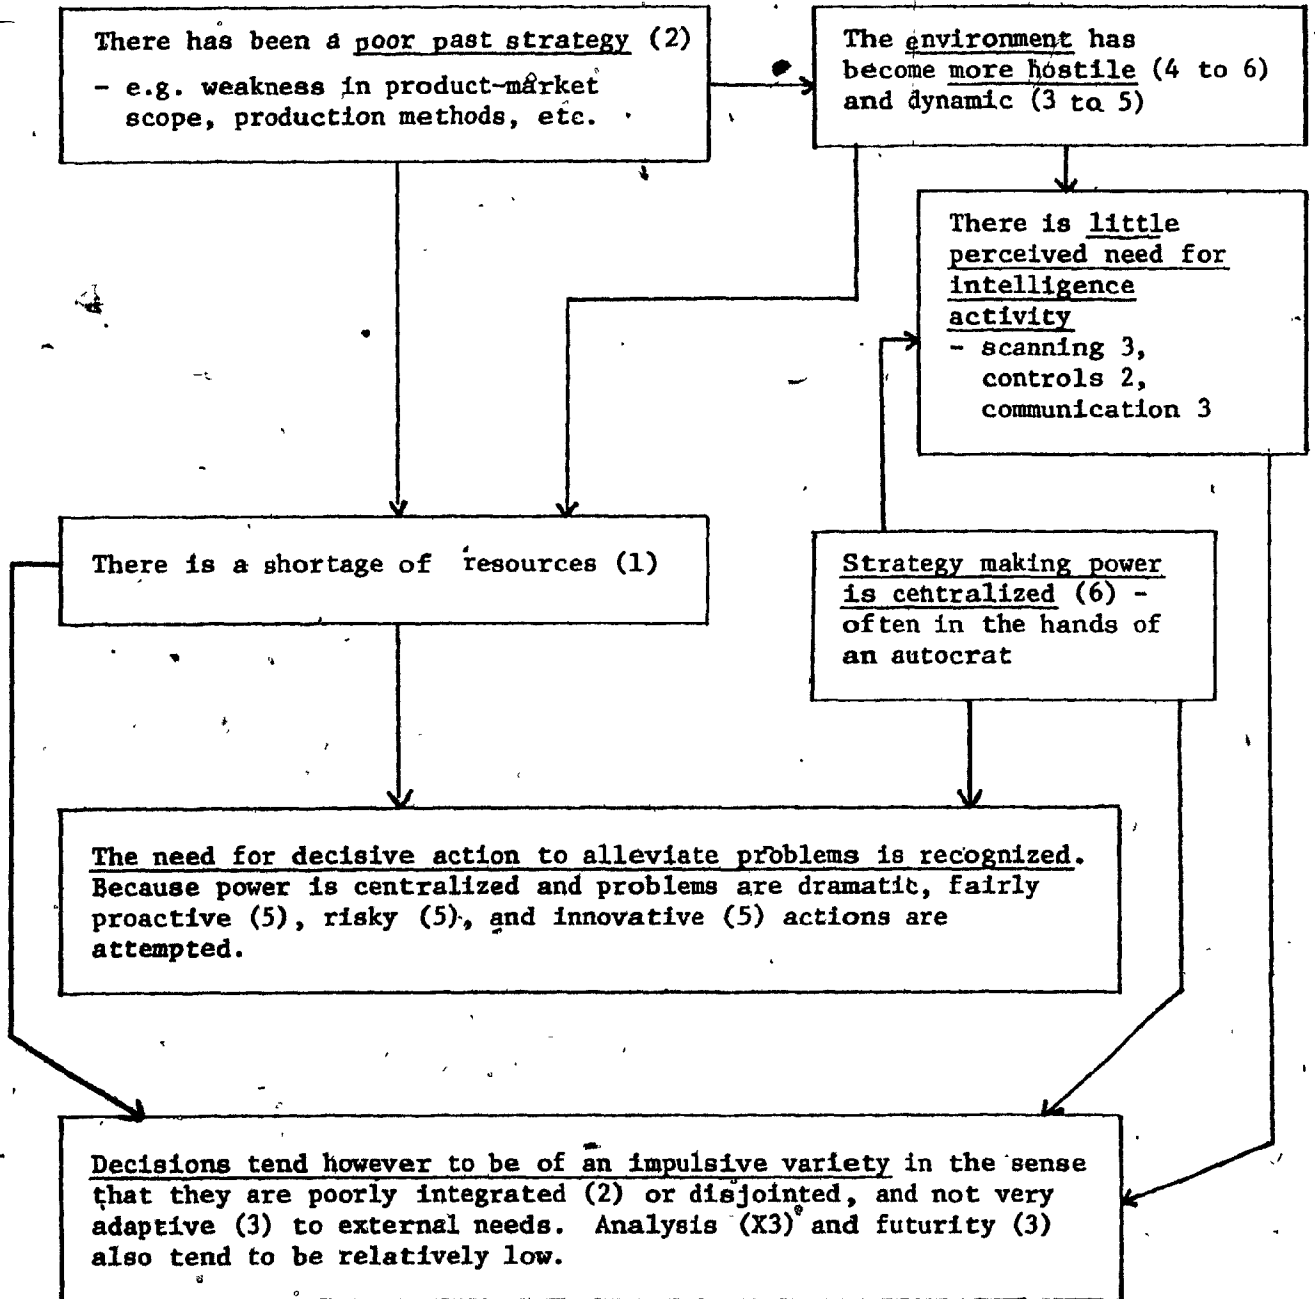 There has been a poor past strategy (2)
- e.g. weakness in product-market
scope, production methods, etc.
The environment has
become more hostile (4 to 6)
and dynamic (3 to 5)
There is little
perceived need for
intelligence
activity
- scanning 3,
controls 2,
communication 3
There is a shortage of resources (1)
Strategy making power
is centralized (6) -
often in the hands of
an autocrat
The need for decisive action to alleviate problems is recognized.
Because power is centralized and problems are dramatic, fairly
proactive (5), risky (5), and innovative (5) actions are
attempted.
Decisions tend however to be of an impulsive variety in the sense
that they are poorly integrated (2) or disjointed, and not very
adaptive (3) to external needs. Analysis (X3) and futurity (3)
also tend to be relatively low.